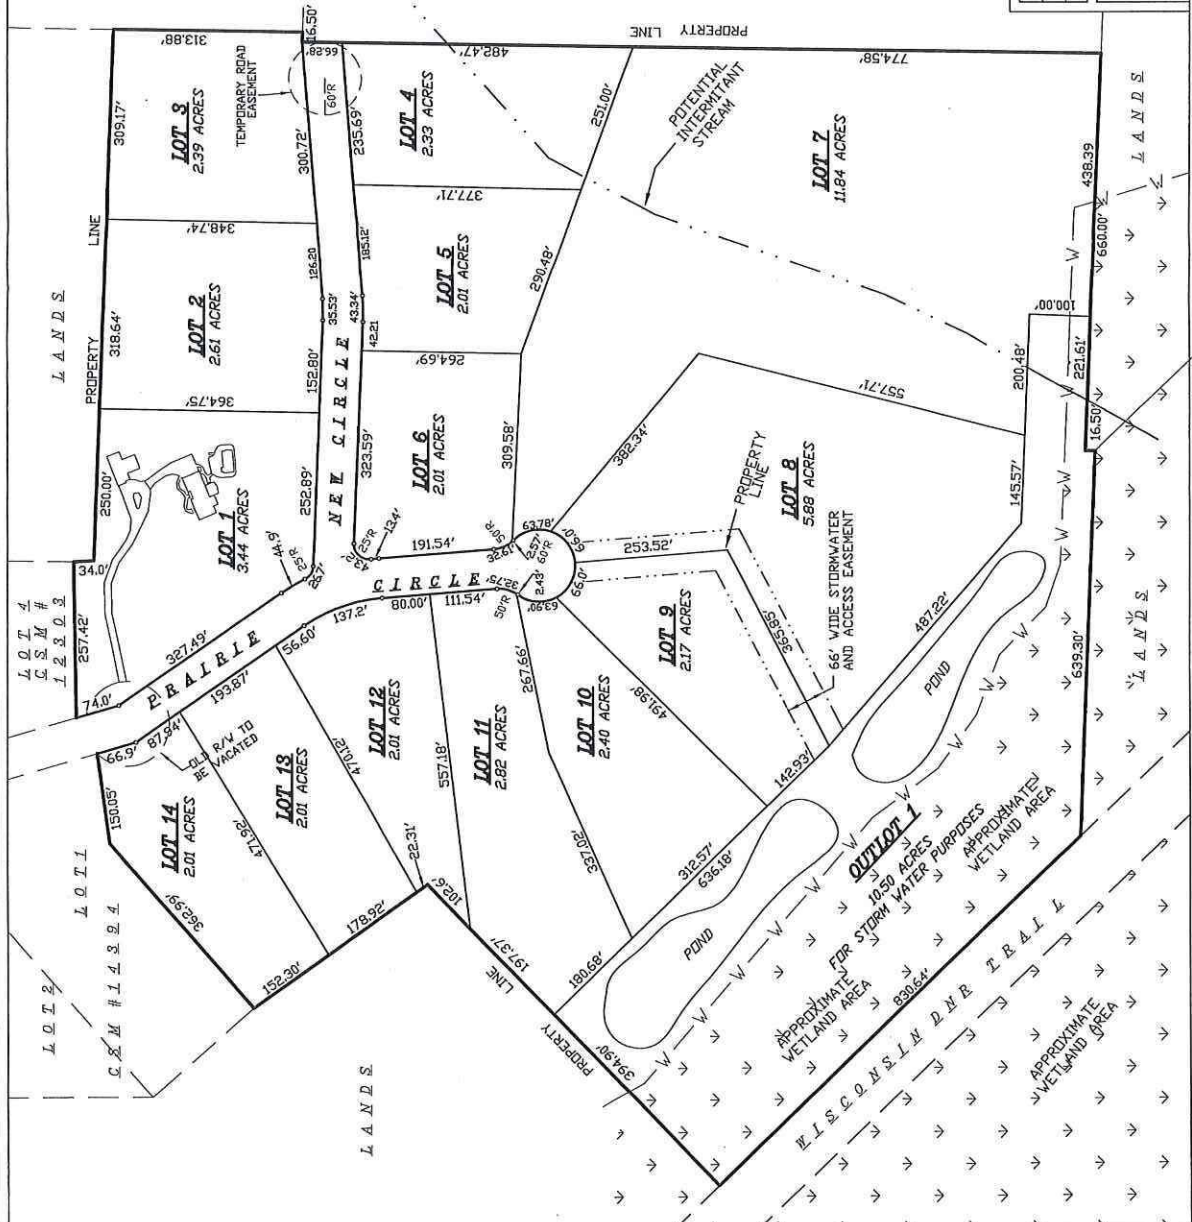 16.50'
PROPERTY LINE
313.88'
66.28'
482.47'
774.58'
TEMPORARY ROAD
EASEMENT
60'R
309.17'
LOT 3
2.39 ACRES
300.72'
235.69'
LOT 4
2.33 ACRES
251.00'
POTENTIAL
INTERMITANT
STREAM
LOT 7
11.84 ACRES
438.39
LANDS
LINE
348.74'
377.71'
126.20
185.12'
LOT 5
2.01 ACRES
290.48'
660.00'
LANDS
PROPERTY
318.64'
LOT 2
2.61 ACRES
35.53'
43.34'
42.21
152.80'
264.69'
100.00'
200.48'
221.61'
364.75'
557.71'
16.50'
NEW CIRCLE
323.59'
LOT 6
2.01 ACRES
309.58'
382.34'
250.00'
LOT 1
3.44 ACRES
252.89'
PROPERTY
LINE
LOT 8
5.88 ACRES
145.57'
34.0'
44.9'
25'R
26.7'
43.2'
25'R
13.4'
191.54'
50'R
32.19'
63.78'
2.57'
60'R
66.0'
253.52'
CIRCLE
80.00'
111.54'
32.75'
50'R
2.43'
63.90'
66.0'
LOT 4
CSM #
12303
257.42'
74.0'
327.49'
PRAIRIE
137.2'
56.60'
193.87'
87.94'
66.9'
OLD R/W TO
BE VACATED
LOT 9
2.17 ACRES
365.85'
66' WIDE STORMWATER
AND ACCESS EASEMENT
487.22'
POND
639.30'
LANDS
267.66'
491.98'
LOT 10
2.40 ACRES
LOT 12
2.01 ACRES
470.12'
557.18'
LOT 11
2.82 ACRES
142.93'
LOT 13
2.01 ACRES
471.92'
LOT 14
2.01 ACRES
150.05'
362.99'
LOT 1
LOT 2
CSM #14394
22.31'
102.6'
178.92'
152.30'
337.02'
312.57'
636.18'
POND
OUTLOT 1
10.50 ACRES
FOR STORM WATER PURPOSES
APPROXIMATE
WETLAND AREA
197.37'
180.68'
PROPERTY LINE
394.90'
APPROXIMATE
WETLAND AREA
830.64'
WISCONSIN DNR TRAIL
APPROXIMATE
WETLAND AREA
LANDS
W W W W W W W W W W W W W W W W